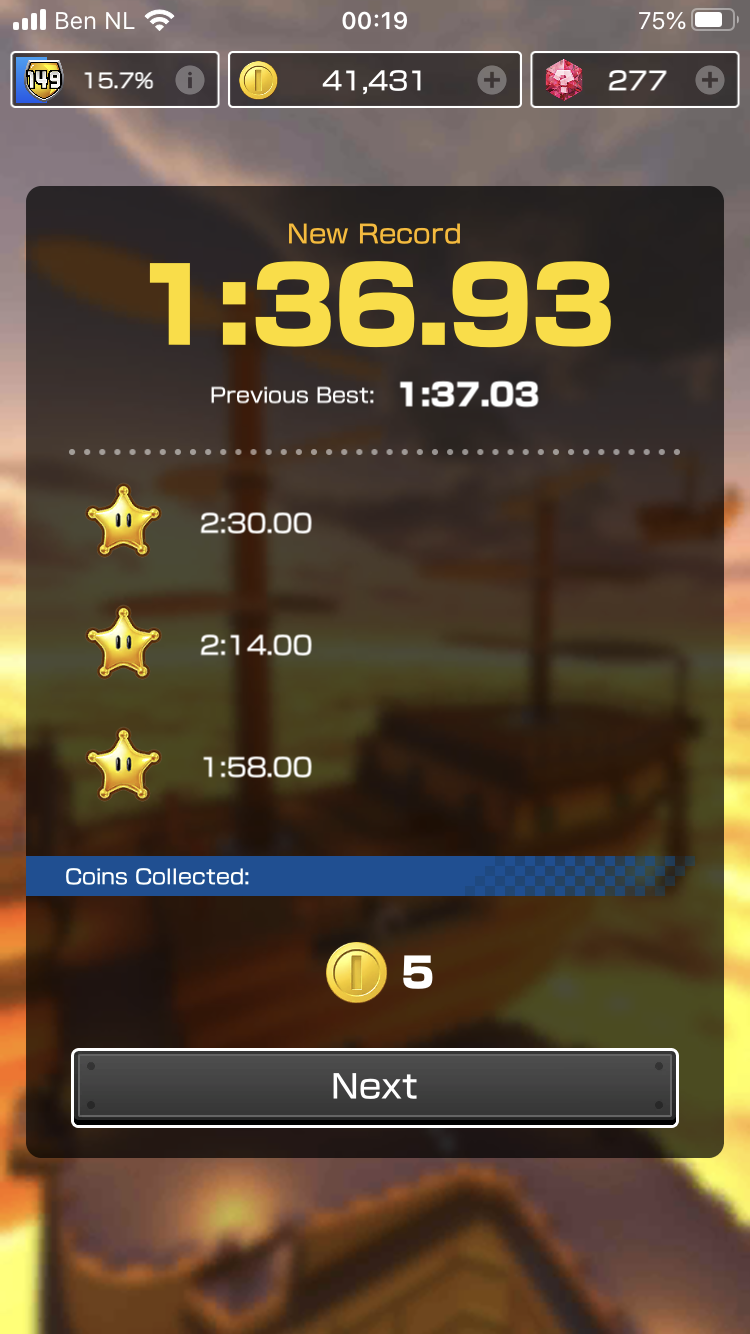 Ben NL 00:19 75%
149 15.7% i 41,431 + 277 +
New Record
1:36.93
Previous Best: 1:37.03
2:30.00
2:14.00
1:58.00
Coins Collected:
5
Next